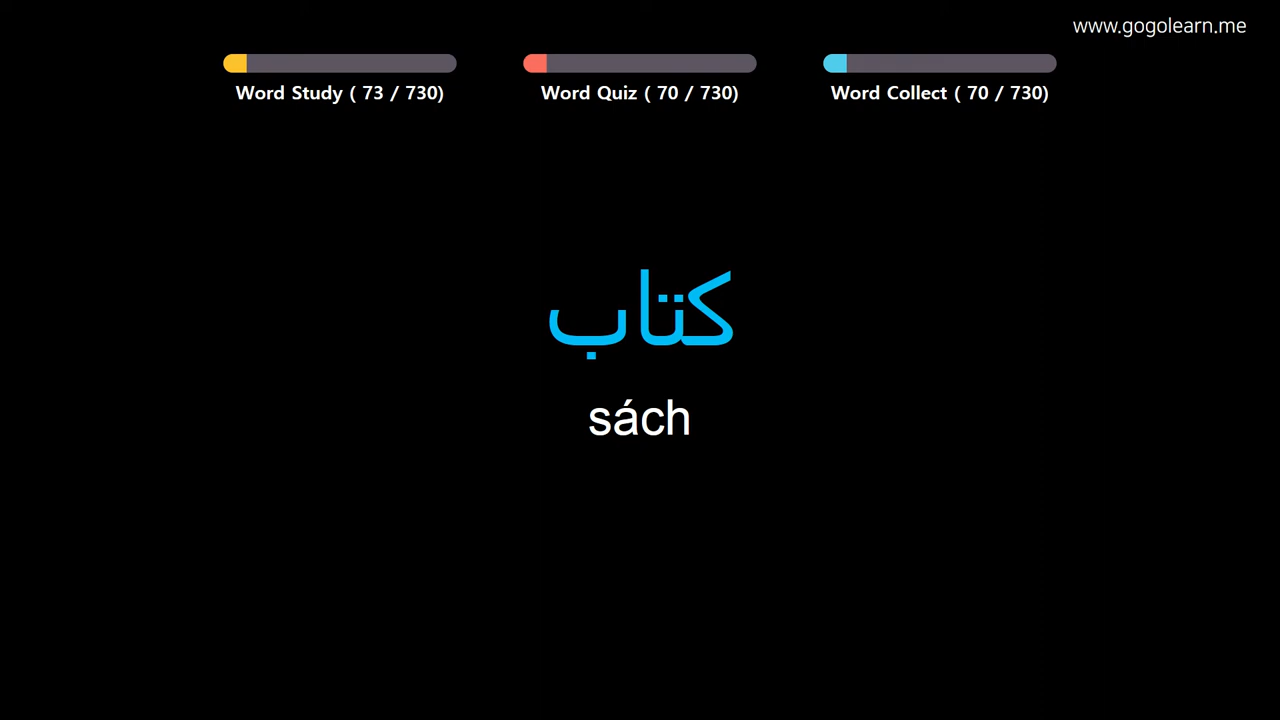 www.gogolearn.me
Word Study ( 73 / 730)
Word Quiz ( 70 / 730)
Word Collect ( 70 / 730)
كتاب
sách